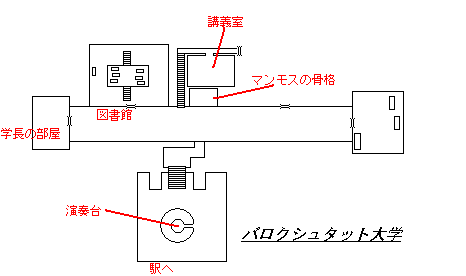 講義室
マンモスの骨格
図書館
学長の部屋
演奏台
バロクシュタット大学
駅へ